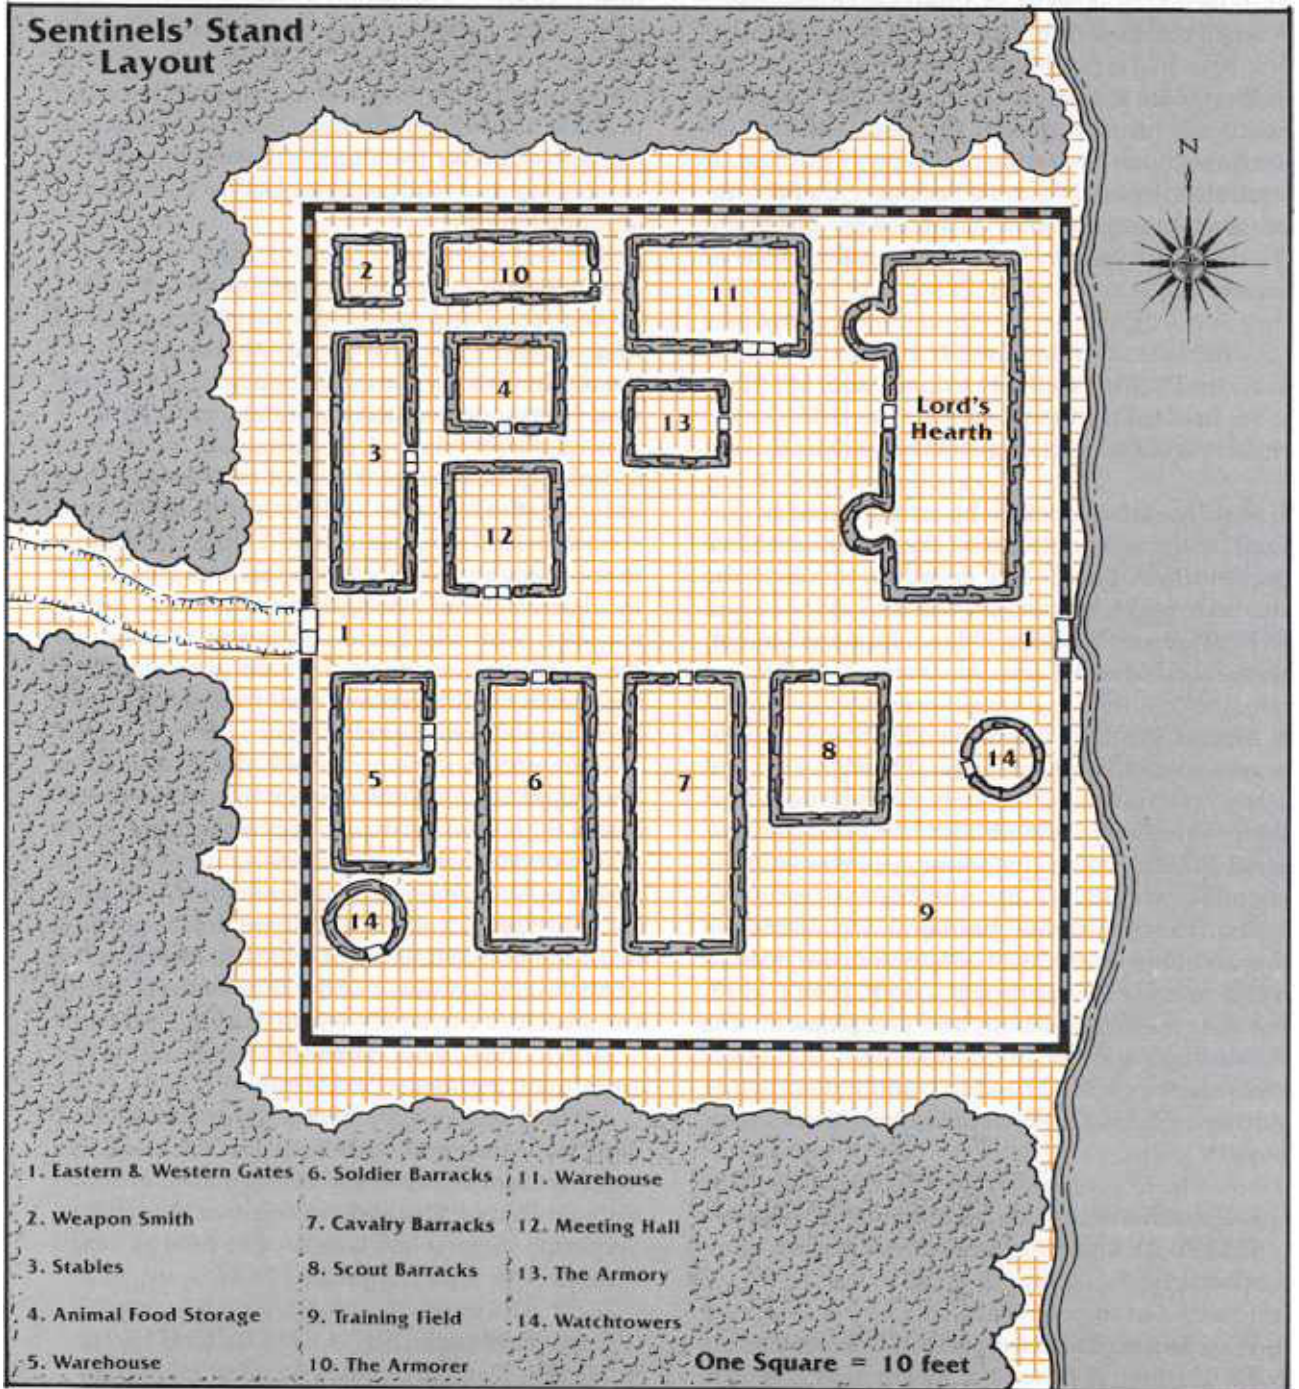 Sentinels' Stand
Layout
N
2
10
11
4
3
13
Lord's
Hearth
12
1
1
5
6
7
8
14
14
9
1. Eastern & Western Gates
2. Weapon Smith
3. Stables
4. Animal Food Storage
5. Warehouse
6. Soldier Barracks
7. Cavalry Barracks
8. Scout Barracks
9. Training Field
10. The Armorer
11. Warehouse
12. Meeting Hall
13. The Armory
14. Watchtowers
One Square = 10 feet